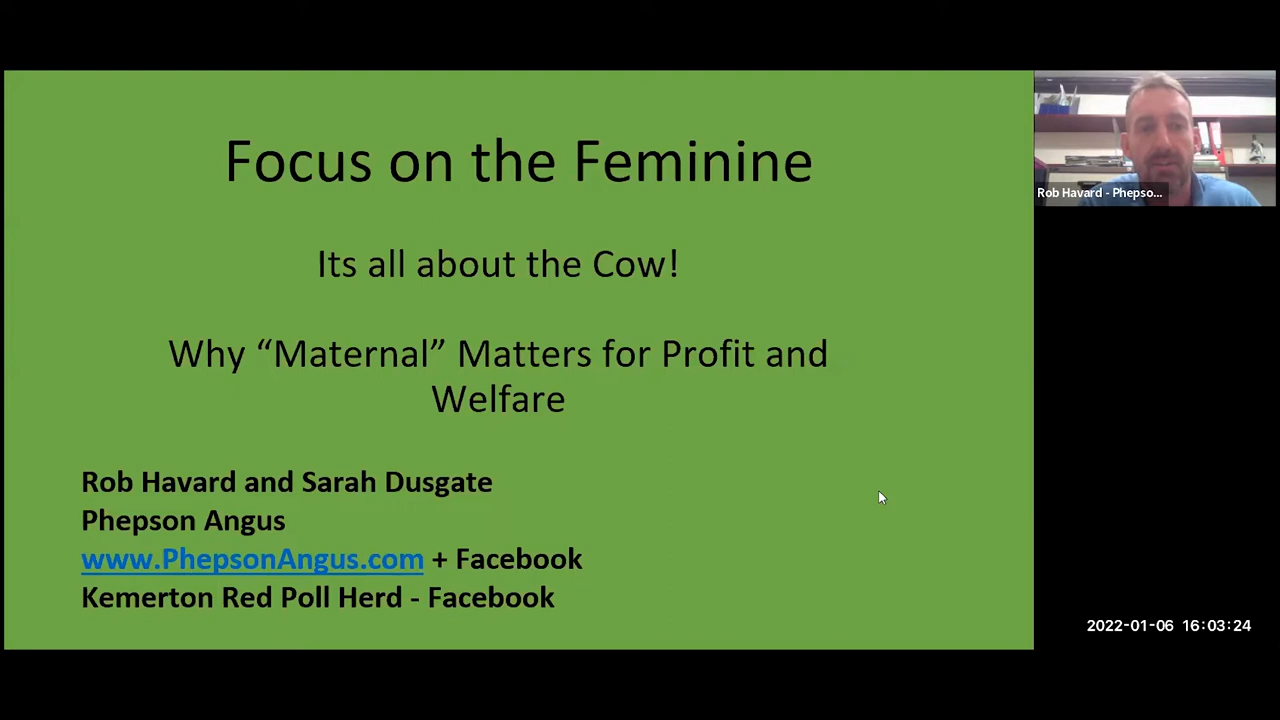 Focus on the Feminine
Its all about the Cow!
Why “Maternal” Matters for Profit and
Welfare
Rob Havard and Sarah Dusgate
Phepson Angus
www.PhepsonAngus.com + Facebook
Kemerton Red Poll Herd - Facebook
Rob Havard - Phepso...
2022-01-06 16:03:24